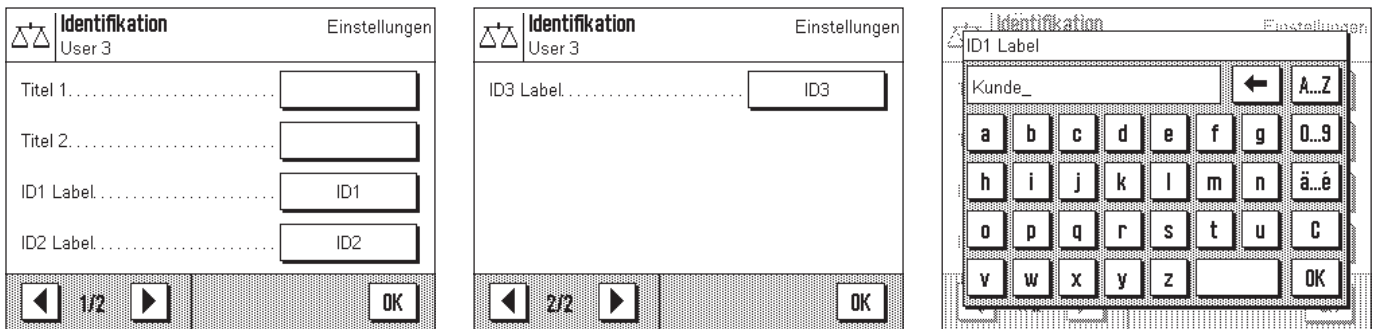 Identifikation
User 3
Einstellungen
Titel 1
Titel 2
ID1 Label ID1
ID2 Label ID2
1/2
OK
Identifikation
User 3
Einstellungen
ID3 Label ID3
2/2
OK
Identifikation
Einstellungen
ID1 Label
Kunde_
A...Z
a b c d e f g 0...9
h i j k l m n ä...é
o p q r s t u C
v w x y z OK